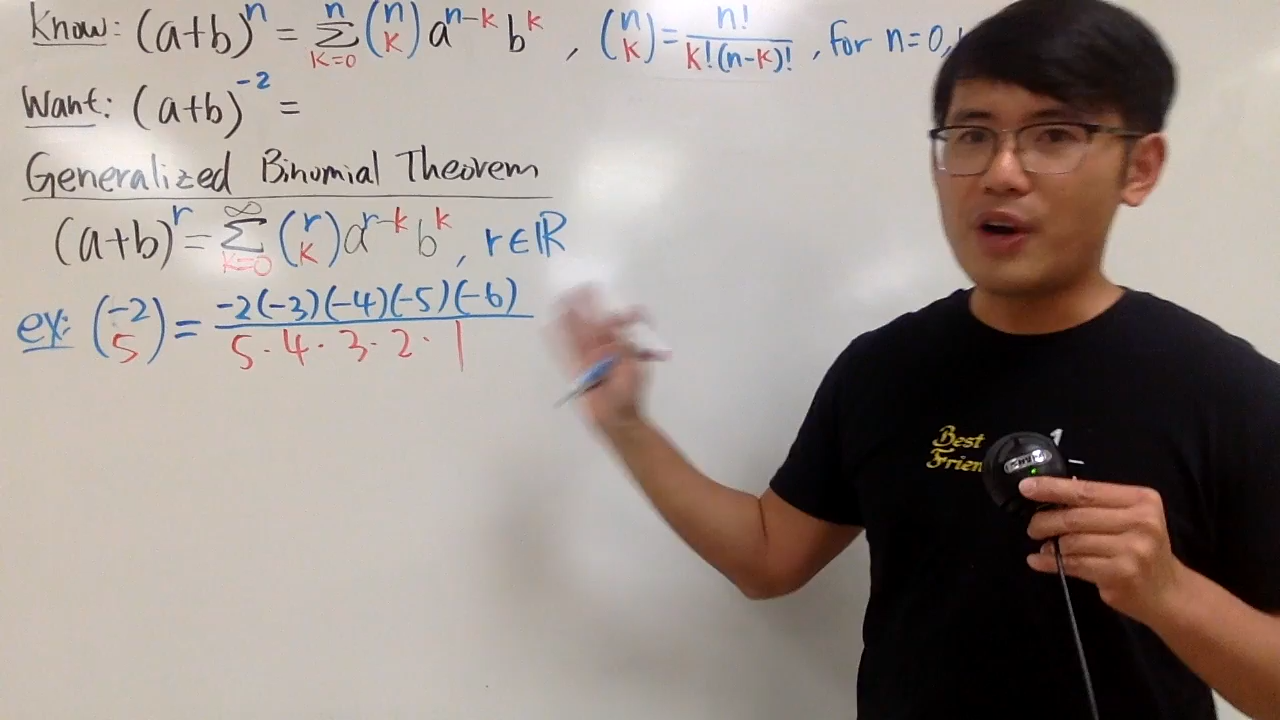 Know: (a+b)^n = Σ_{k=0}^{n} (n k) a^{n-k} b^k , (n k) = n!/(k!(n-k)!) , for n=0,
Want: (a+b)^{-2} =
Generalized Binomial Theorem
(a+b)^r = Σ_{k=0}^{∞} (r k) a^{r-k} b^k , r∈ℝ
ex: (-2 5) = -2(-3)(-4)(-5)(-6) / 5·4·3·2·1
Best
Frien